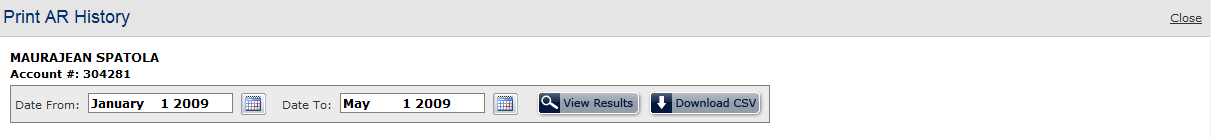 Print AR History
Close
MAURAJEAN SPATOLA
Account #: 304281
Date From: January 1 2009 Date To: May 1 2009 View Results Download CSV